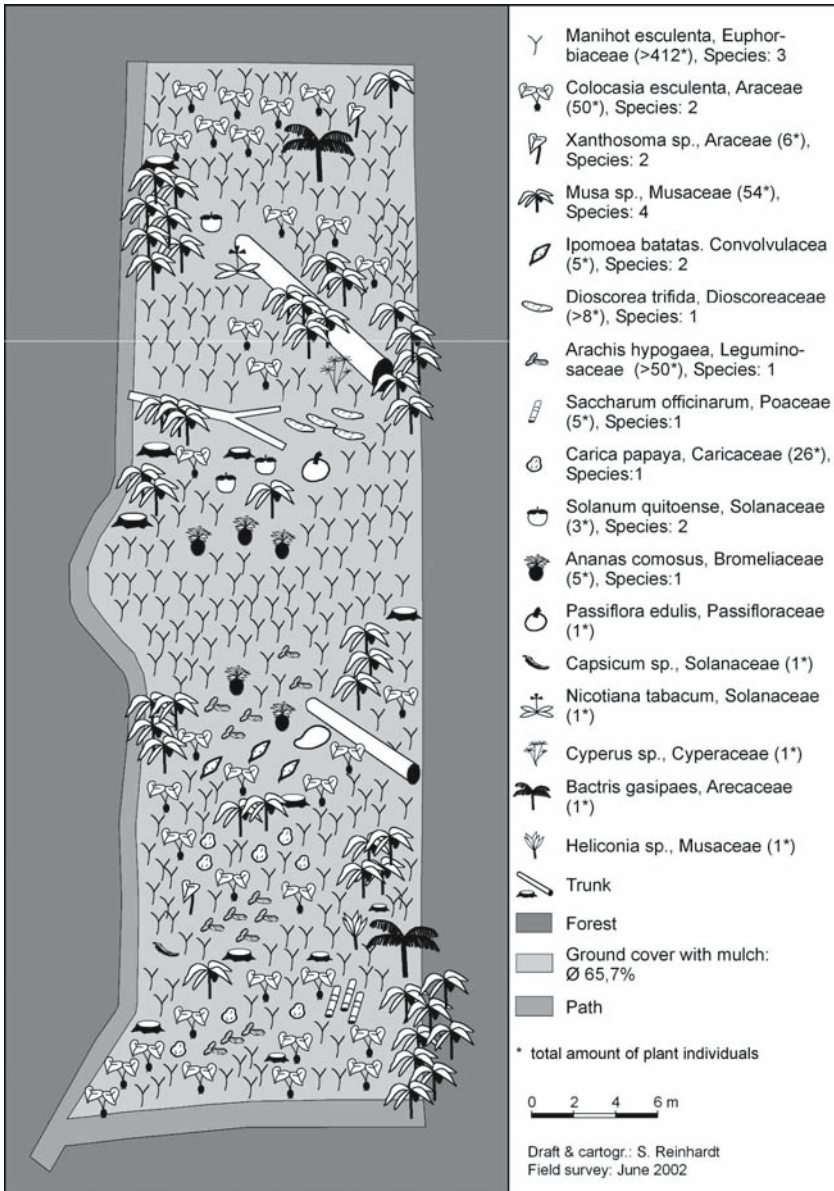 Manihot esculenta, Euphor-
biaceae (>412*), Species: 3
Colocasia esculenta, Araceae
(50*), Species: 2
Xanthosoma sp., Araceae (6*),
Species: 2
Musa sp., Musaceae (54*),
Species: 4
Ipomoea batatas. Convolvulacea
(5*), Species: 2
Dioscorea trifida, Dioscoreaceae
(>8*), Species: 1
Arachis hypogaea, Legumino-
saceae (>50*), Species: 1
Saccharum officinarum, Poaceae
(5*), Species:1
Carica papaya, Caricaceae (26*),
Species:1
Solanum quitoense, Solanaceae
(3*), Species: 2
Ananas comosus, Bromeliaceae
(5*), Species:1
Passiflora edulis, Passifloraceae
(1*)
Capsicum sp., Solanaceae (1*)
Nicotiana tabacum, Solanaceae
(1*)
Cyperus sp., Cyperaceae (1*)
Bactris gasipaes, Arecaceae
(1*)
Heliconia sp., Musaceae (1*)
Trunk
Forest
Ground cover with mulch:
Ø 65,7%
Path
* total amount of plant individuals
0 2 4 6 m
Draft & cartogr.: S. Reinhardt
Field survey: June 2002